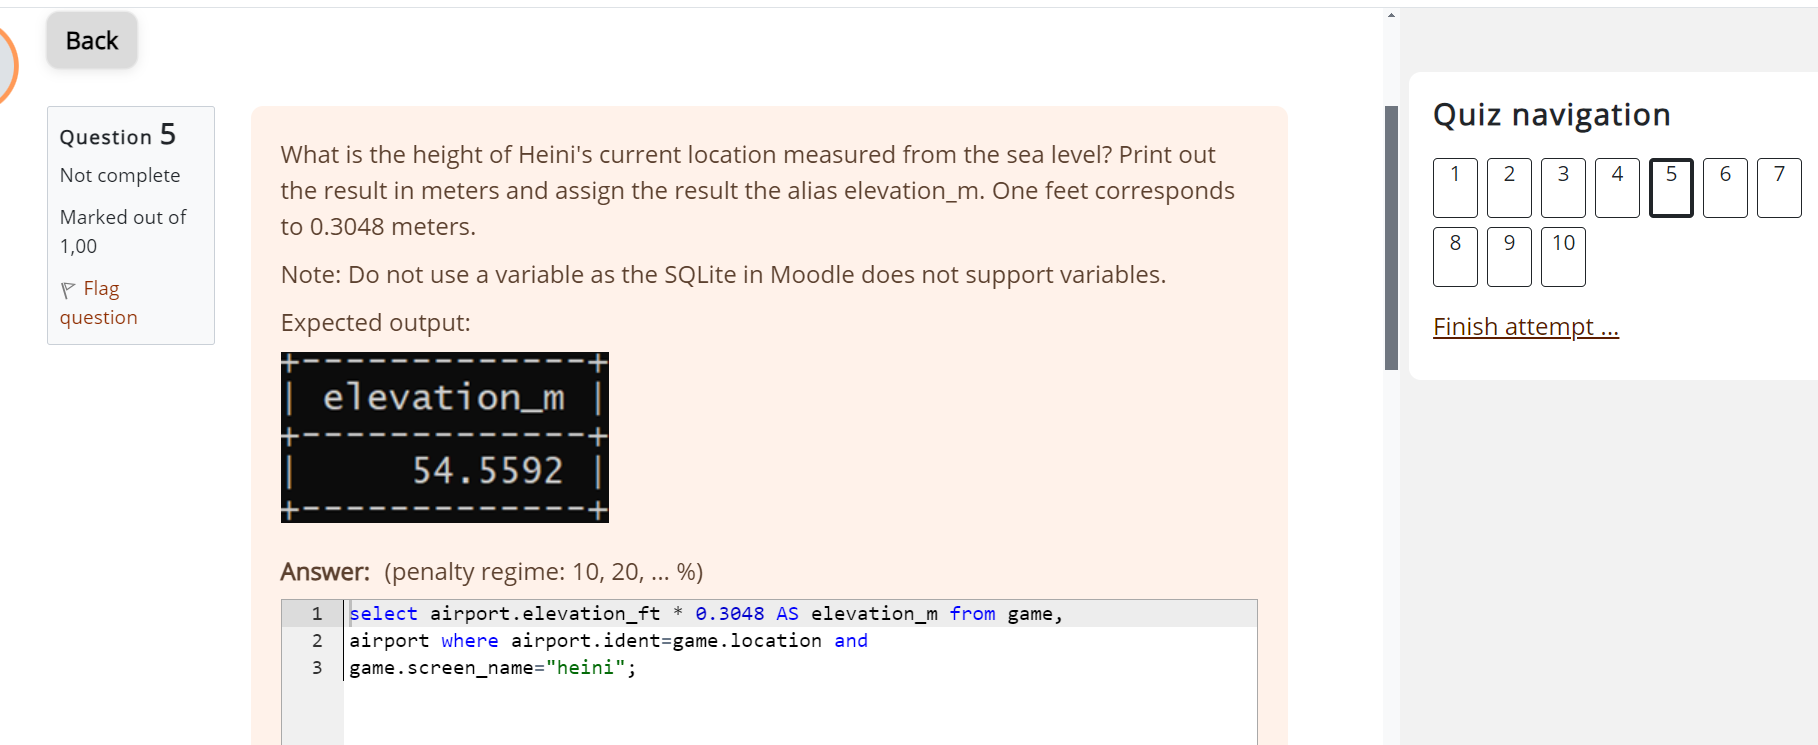 Back
Question 5
Not complete
Marked out of
1,00
Flag
question
What is the height of Heini's current location measured from the sea level? Print out
the result in meters and assign the result the alias elevation_m. One feet corresponds
to 0.3048 meters.
Note: Do not use a variable as the SQLite in Moodle does not support variables.
Expected output:
+--------------+
| elevation_m |
+--------------+
| 54.5592 |
+--------------+
Answer: (penalty regime: 10, 20, ... %)
1 select airport.elevation_ft * 0.3048 AS elevation_m from game,
2 airport where airport.ident=game.location and
3 game.screen_name="heini";
Quiz navigation
1 2 3 4 5 6 7
8 9 10
Finish attempt ...